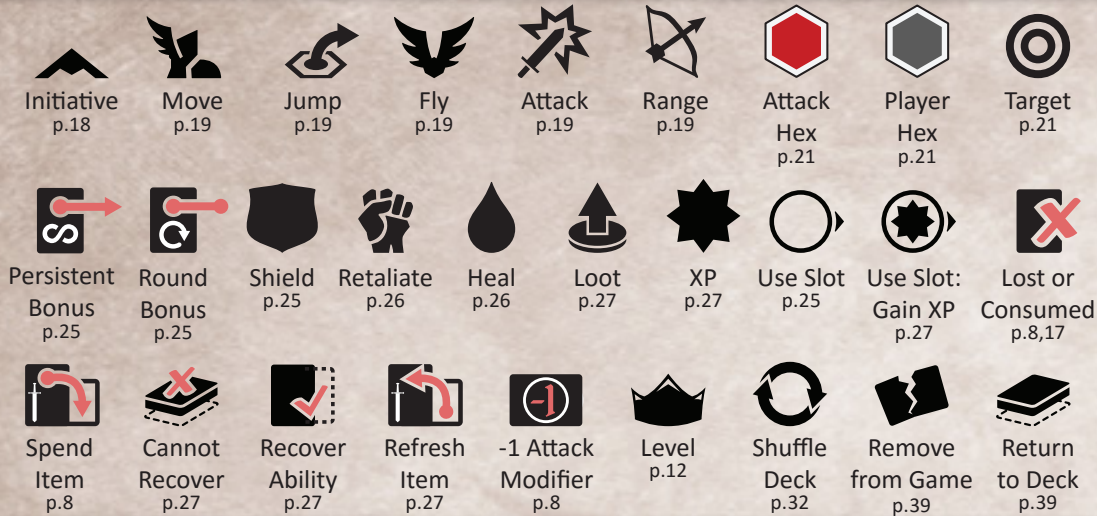 Initiative Move Jump Fly Attack Range Attack Player Target
p.18 p.19 p.19 p.19 p.19 p.19 Hex Hex p.21
p.21 p.21
Persistent Round Shield Retaliate Heal Loot XP Use Slot Use Slot: Lost or
Bonus Bonus p.25 p.26 p.26 p.27 p.27 p.25 Gain XP Consumed
p.25 p.25 p.27 p.8,17
-1
Spend Cannot Recover Refresh -1 Attack Level Shuffle Remove Return
Item Recover Ability Item Modifier p.12 Deck from Game to Deck
p.8 p.27 p.27 p.27 p.8 p.32 p.39 p.39